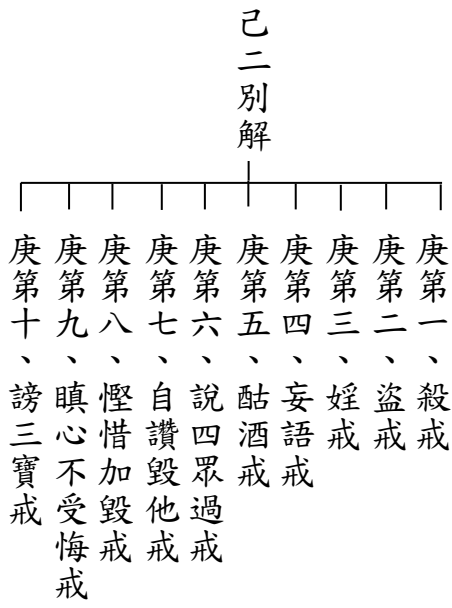 己二別解
庚第一、殺戒
庚第二、盜戒
庚第三、婬戒
庚第四、妄語戒
庚第五、酤酒戒
庚第六、說四眾過戒
庚第七、自讚毀他戒
庚第八、慳惜加毀戒
庚第九、瞋心不受悔戒
庚第十、謗三寶戒